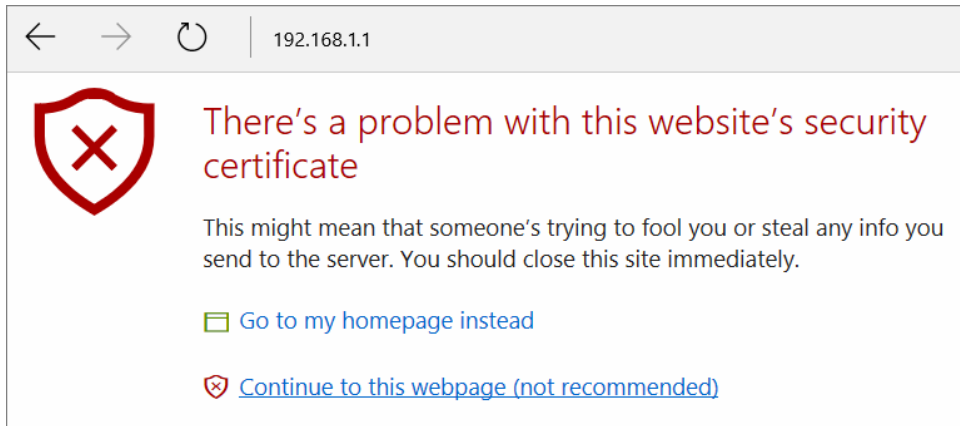 192.168.1.1
There's a problem with this website's security
certificate
This might mean that someone's trying to fool you or steal any info you
send to the server. You should close this site immediately.
Go to my homepage instead
Continue to this webpage (not recommended)